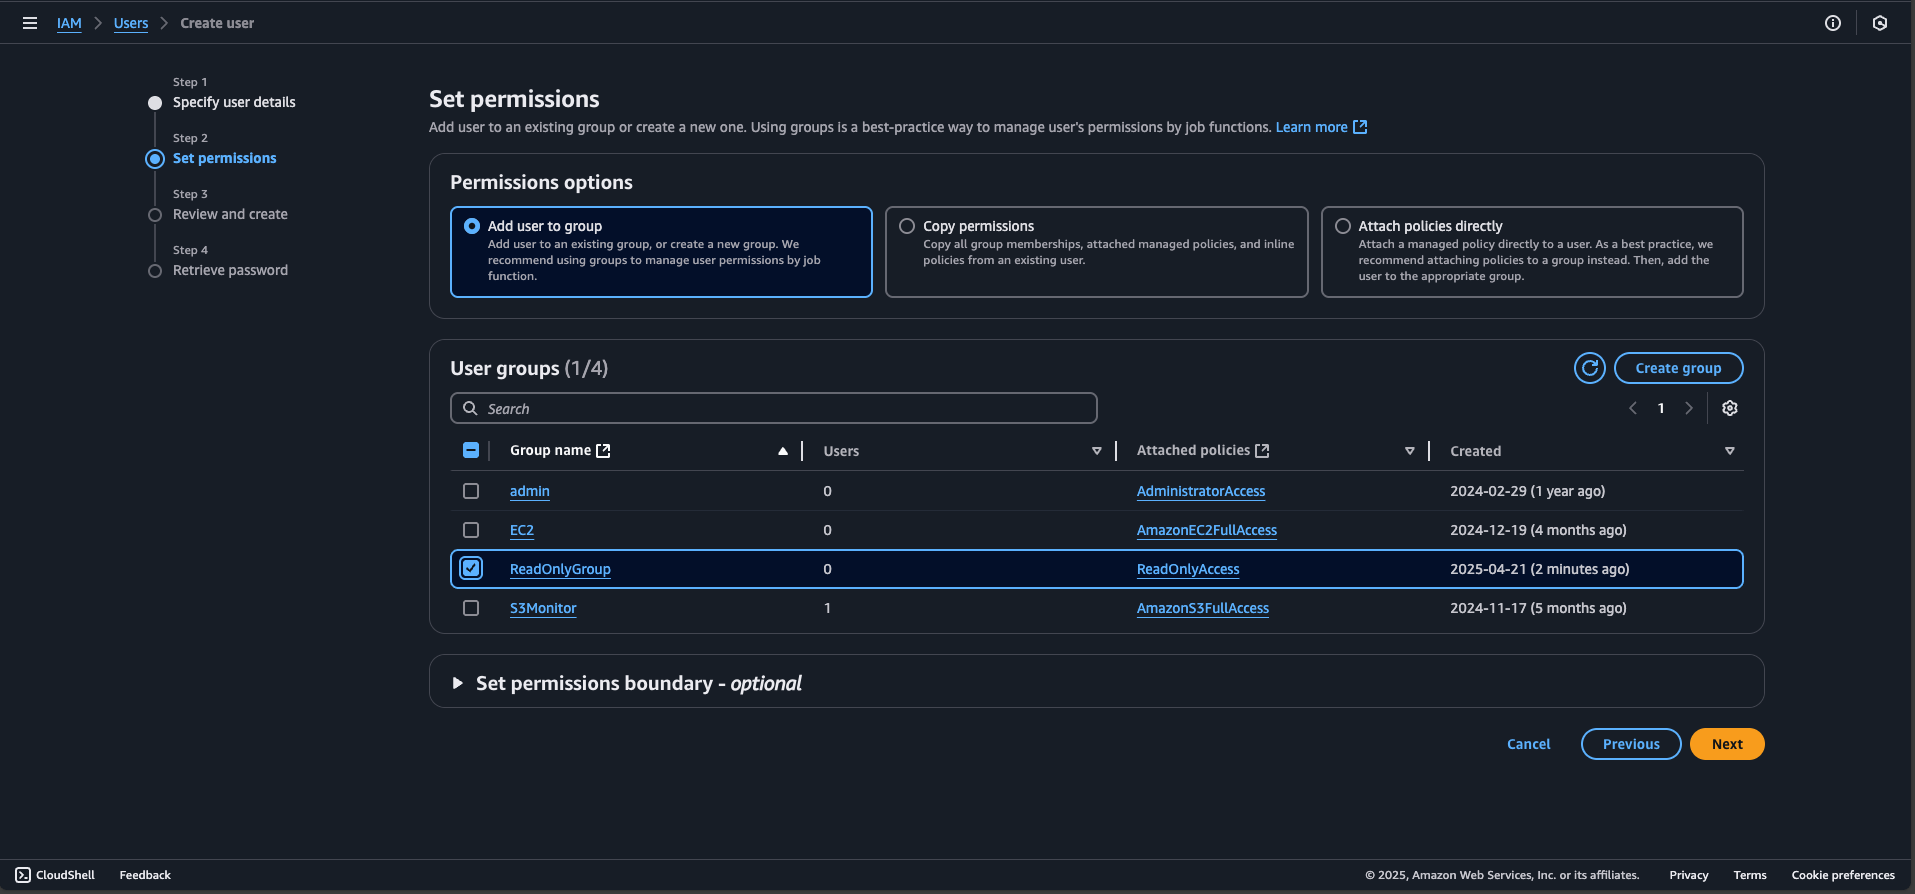 IAM > Users > Create user
Step 1
Specify user details
Step 2
Set permissions
Step 3
Review and create
Step 4
Retrieve password
Set permissions
Add user to an existing group or create a new one. Using groups is a best-practice way to manage user's permissions by job functions. Learn more
Permissions options
Add user to group
Add user to an existing group, or create a new group. We
recommend using groups to manage user permissions by job
function.
Copy permissions
Copy all group memberships, attached managed policies, and inline
policies from an existing user.
Attach policies directly
Attach a managed policy directly to a user. As a best practice, we
recommend attaching policies to a group instead. Then, add the
user to the appropriate group.
User groups (1/4)
Create group
Search
1
Group name Users Attached policies Created
admin 0 AdministratorAccess 2024-02-29 (1 year ago)
EC2 0 AmazonEC2FullAccess 2024-12-19 (4 months ago)
ReadOnlyGroup 0 ReadOnlyAccess 2025-04-21 (2 minutes ago)
S3Monitor 1 AmazonS3FullAccess 2024-11-17 (5 months ago)
Set permissions boundary - optional
Cancel Previous Next
CloudShell Feedback © 2025, Amazon Web Services, Inc. or its affiliates. Privacy Terms Cookie preferences